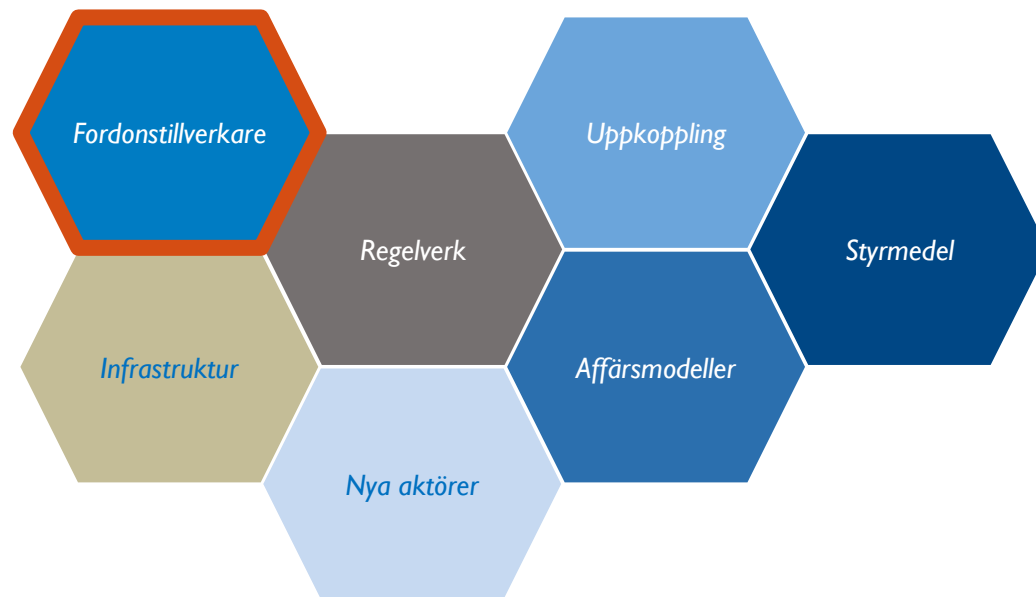 Fordonstillverkare
Uppkoppling
Regelverk
Styrmedel
Infrastruktur
Affärsmodeller
Nya aktörer